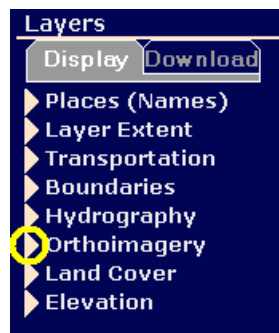 Layers
Display Download
Places (Names)
Layer Extent
Transportation
Boundaries
Hydrography
Orthoimagery
Land Cover
Elevation